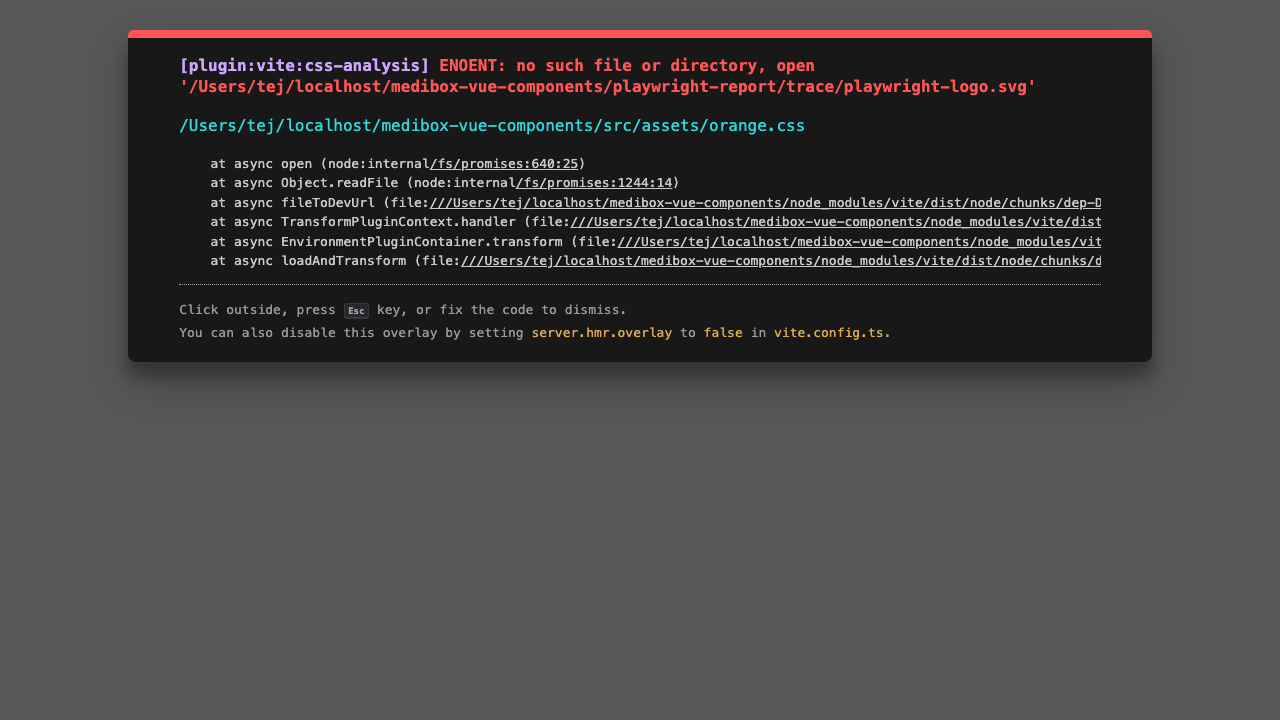 [plugin:vite:css-analysis] ENOENT: no such file or directory, open
'/Users/tej/localhost/medibox-vue-components/playwright-report/trace/playwright-logo.svg'
/Users/tej/localhost/medibox-vue-components/src/assets/orange.css
at async open (node:internal/fs/promises:640:25)
at async Object.readFile (node:internal/fs/promises:1244:14)
at async fileToDevUrl (file:///Users/tej/localhost/medibox-vue-components/node_modules/vite/dist/node/chunks/dep-D
at async TransformPluginContext.handler (file:///Users/tej/localhost/medibox-vue-components/node_modules/vite/dist
at async EnvironmentPluginContainer.transform (file:///Users/tej/localhost/medibox-vue-components/node_modules/vit
at async loadAndTransform (file:///Users/tej/localhost/medibox-vue-components/node_modules/vite/dist/node/chunks/d
Click outside, press Esc key, or fix the code to dismiss.
You can also disable this overlay by setting server.hmr.overlay to false in vite.config.ts.